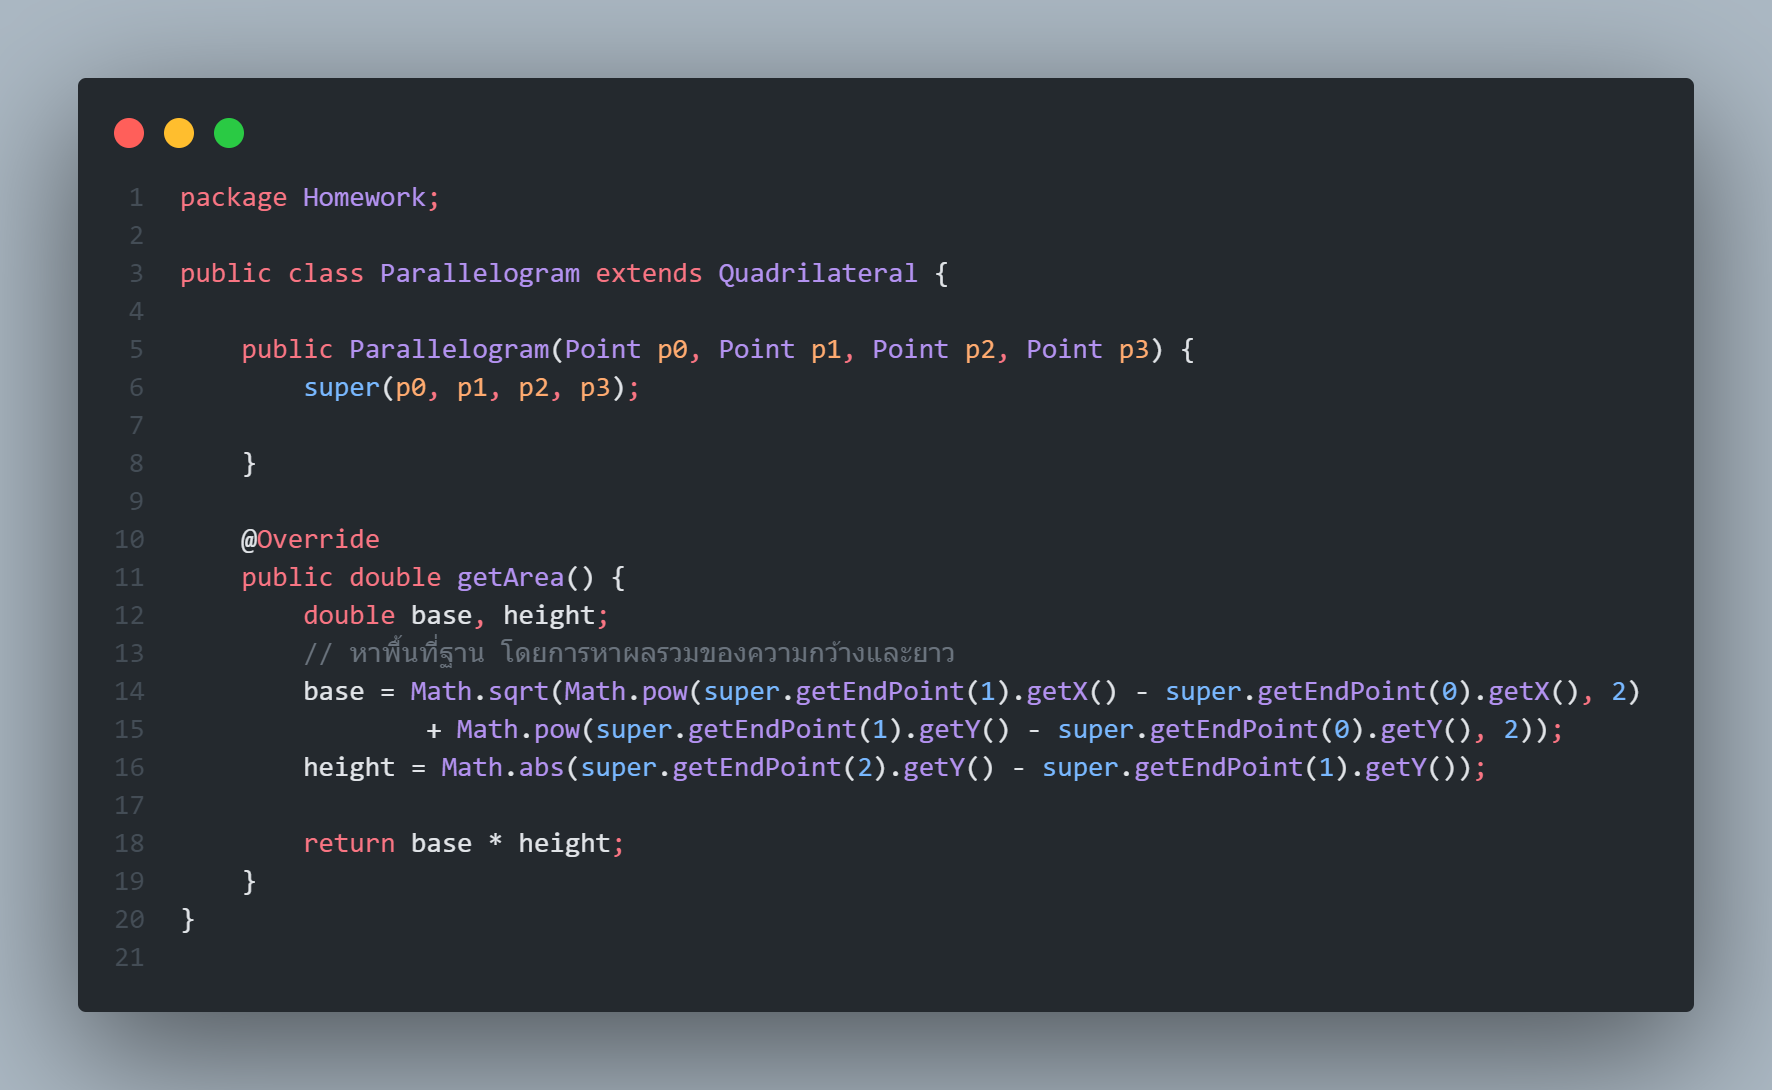 1 package Homework;
2
3 public class Parallelogram extends Quadrilateral {
4
5     public Parallelogram(Point p0, Point p1, Point p2, Point p3) {
6         super(p0, p1, p2, p3);
7
8     }
9
10     @Override
11     public double getArea() {
12         double base, height;
13         // หาพื้นที่ฐาน โดยการหาผลรวมของความกว้างและยาว
14         base = Math.sqrt(Math.pow(super.getEndPoint(1).getX() - super.getEndPoint(0).getX(), 2)
15                 + Math.pow(super.getEndPoint(1).getY() - super.getEndPoint(0).getY(), 2));
16         height = Math.abs(super.getEndPoint(2).getY() - super.getEndPoint(1).getY());
17
18         return base * height;
19     }
20 }
21